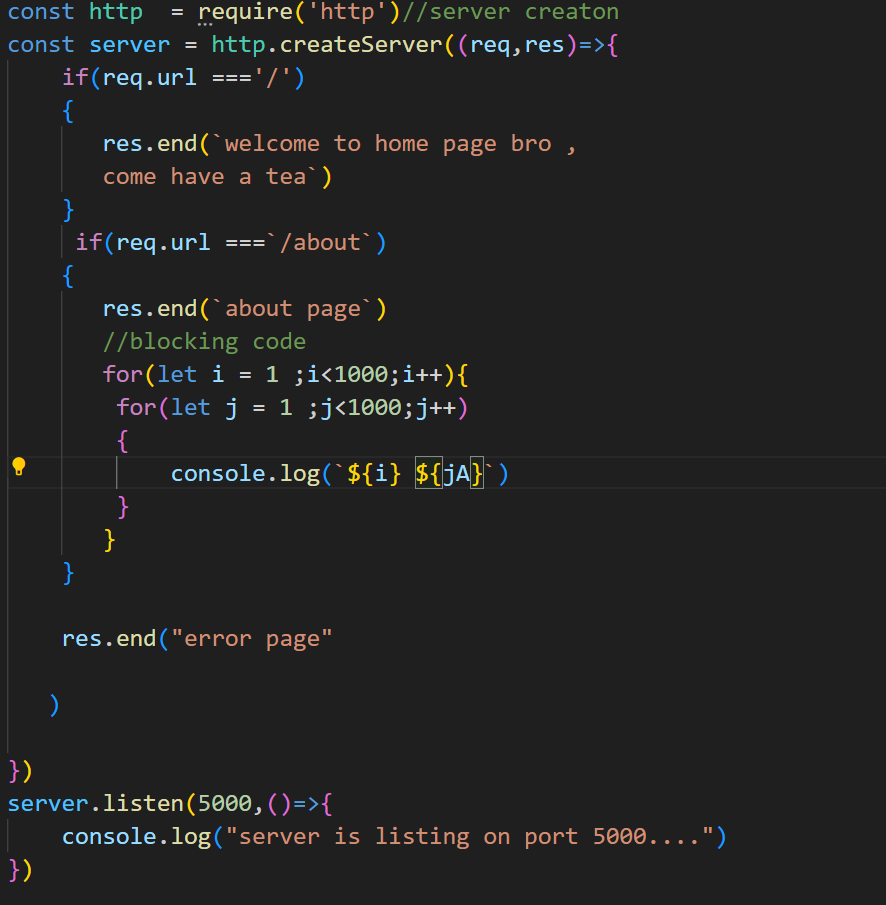 const http  = require('http')//server creaton
const server = http.createServer((req,res)=>{
    if(req.url ==='/')
    {
       res.end(`welcome to home page bro ,
       come have a tea`)
    }
     if(req.url ===`/about`)
    {
       res.end(`about page`)
       //blocking code
       for(let i = 1 ;i<1000;i++){
        for(let j = 1 ;j<1000;j++)
        {
            console.log(`${i} ${jA}`)
        }
       }
    }
    res.end("error page"
   )
})
server.listen(5000,()=>{
    console.log("server is listing on port 5000....")
})